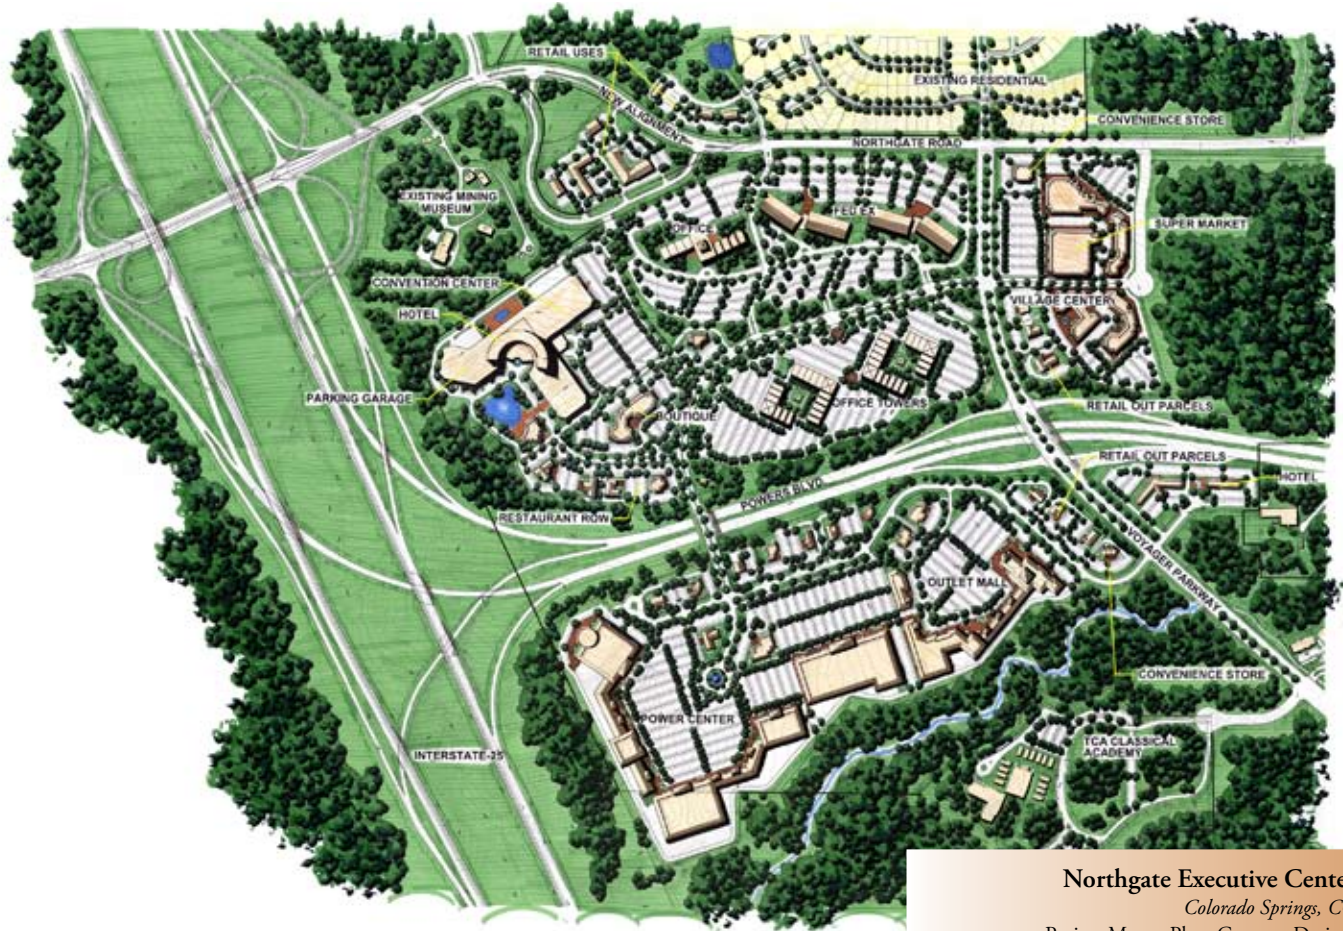 RETAIL USES
NEW ALIGNMENT
EXISTING RESIDENTIAL
CONVENIENCE STORE
NORTHGATE ROAD
EXISTING MINING
MUSEUM
FED EX
OFFICE
SUPER MARKET
CONVENTION CENTER
HOTEL
VILLAGE CENTER
PARKING GARAGE
BOUTIQUE
OFFICE TOWERS
RETAIL OUT PARCELS
RETAIL OUT PARCELS
HOTEL
POWERS BLVD
RESTAURANT ROW
VOYAGER PARKWAY
OUTLET MALL
CONVENIENCE STORE
POWER CENTER
INTERSTATE-25
TCA CLASSICAL
ACADEMY
Northgate Executive Cente
Colorado Springs, C